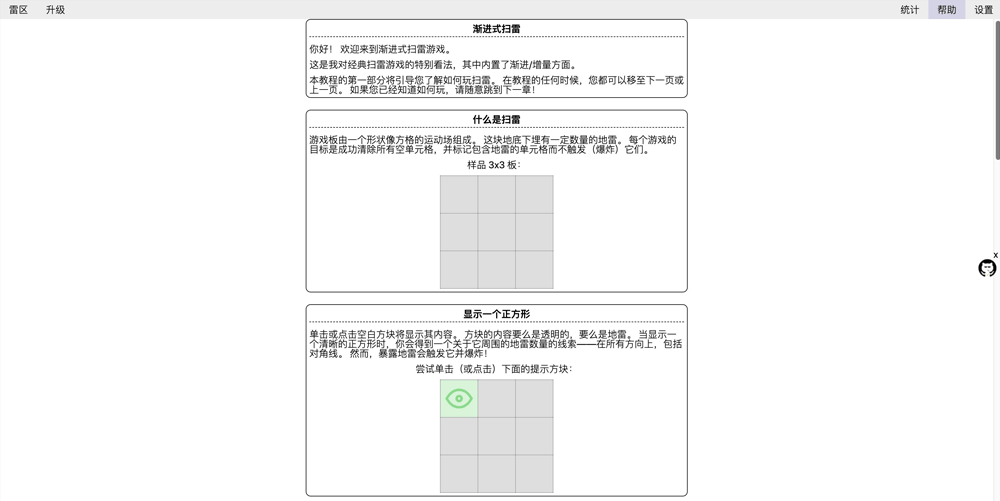 雷区 升级 统计 帮助 设置
渐进式扫雷
你好！ 欢迎来到渐进式扫雷游戏。
这是我对经典扫雷游戏的特别看法，其中内置了渐进/增量方面。
本教程的第一部分将引导您了解如何玩扫雷。 在教程的任何时候，您都可以移至下一页或
上一页。 如果您已经知道如何玩，请随意跳到下一章！
什么是扫雷
游戏板由一个形状像方格的运动场组成。 这块地底下埋有一定数量的地雷。 每个游戏的
目标是成功清除所有空单元格，并标记包含地雷的单元格而不触发（爆炸）它们。
样品 3x3 板：
x
显示一个正方形
单击或点击空白方块将显示其内容。 方块的内容要么是透明的，要么是地雷。 当显示一
个清晰的正方形时，你会得到一个关于它周围的地雷数量的线索——在所有方向上，包括
对角线。 然而，暴露地雷会触发它并爆炸！
尝试单击（或点击）下面的提示方块：